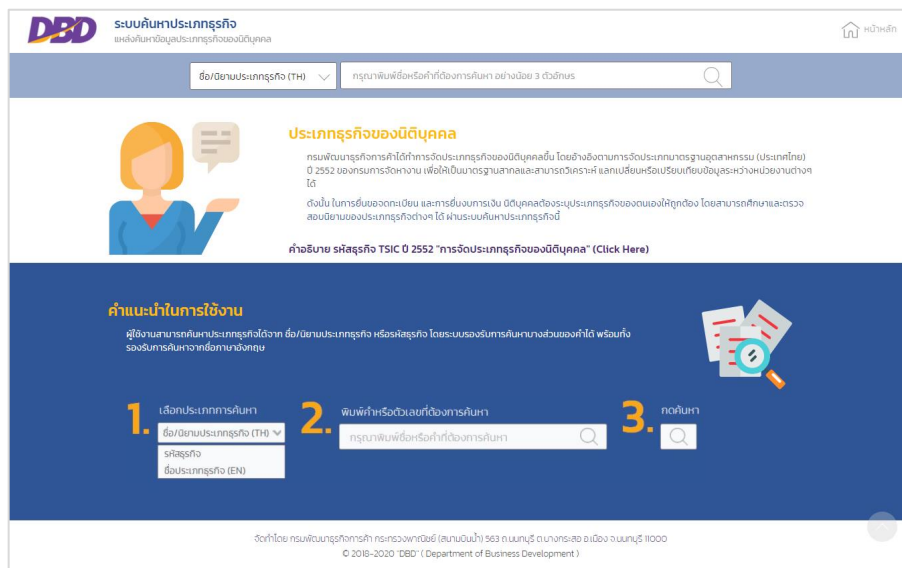 DBD
ระบบค้นหาประเภทธุรกิจ
แหล่งค้นหาข้อมูลประเภทธุรกิจของนิติบุคคล
หน้าหลัก
ชื่อ/นิยามประเภทธุรกิจ (TH)
กรุณาพิมพ์ชื่อหรือคำที่ต้องการค้นหา อย่างน้อย 3 ตัวอักษร
ประเภทธุรกิจของนิติบุคคล
กรมพัฒนาธุรกิจการค้าได้ทำการจัดประเภทธุรกิจของนิติบุคคลขึ้น โดยอ้างอิงตามการจัดประเภทมาตรฐานอุตสาหกรรม (ประเทศไทย)
ปี 2552 ของกรมการจัดหางาน เพื่อให้เป็นมาตรฐานสากลและสามารถวิเคราะห์ แลกเปลี่ยนหรือเปรียบเทียบข้อมูลระหว่างหน่วยงานต่างๆ
ได้
ดังนั้น ในการยื่นขอจดทะเบียน และการยื่นงบการเงิน นิติบุคคลต้องระบุประเภทธุรกิจของตนเองให้ถูกต้อง โดยสามารถศึกษาและตรวจ
สอบนิยามของประเภทธุรกิจต่างๆ ได้ ผ่านระบบค้นหาประเภทธุรกิจนี้
คำอธิบาย รหัสธุรกิจ TSIC ปี 2552 "การจัดประเภทธุรกิจของนิติบุคคล" (Click Here)
คำแนะนำในการใช้งาน
ผู้ใช้งานสามารถค้นหาประเภทธุรกิจได้จาก ชื่อ/นิยามประเภทธุรกิจ หรือรหัสธุรกิจ โดยระบบรองรับการค้นหาบางส่วนของคำได้ พร้อมทั้ง
รองรับการค้นหาจากชื่อภาษาอังกฤษ
1.
เลือกประเภทการค้นหา
ชื่อ/นิยามประเภทธุรกิจ (TH)
รหัสธุรกิจ
ชื่อประเภทธุรกิจ (EN)
2.
พิมพ์คำหรือตัวเลขที่ต้องการค้นหา
กรุณาพิมพ์ชื่อหรือคำที่ต้องการค้นหา
3.
กดค้นหา
จัดทำโดย กรมพัฒนาธุรกิจการค้า กระทรวงพาณิชย์ (สนามบินน้ำ) 563 ถ.นนทบุรี ต.บางกระสอ อ.เมือง จ.นนทบุรี 11000
© 2018-2020 "DBD" ( Department of Business Development )